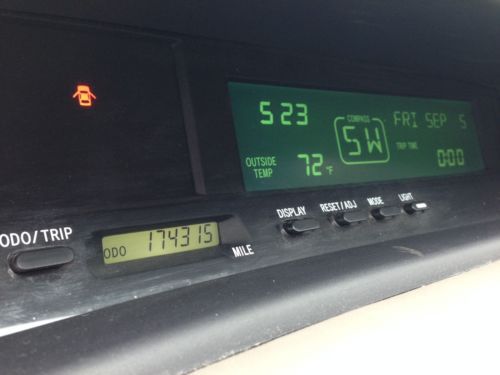 5 23
COMPASS
SW
FRI SEP 5
OUTSIDE TEMP
72 °F
TRIP TIME
0:00
DISPLAY
RESET/ADJ
MODE
LIGHT
ODO/TRIP
ODO 174315
MILE